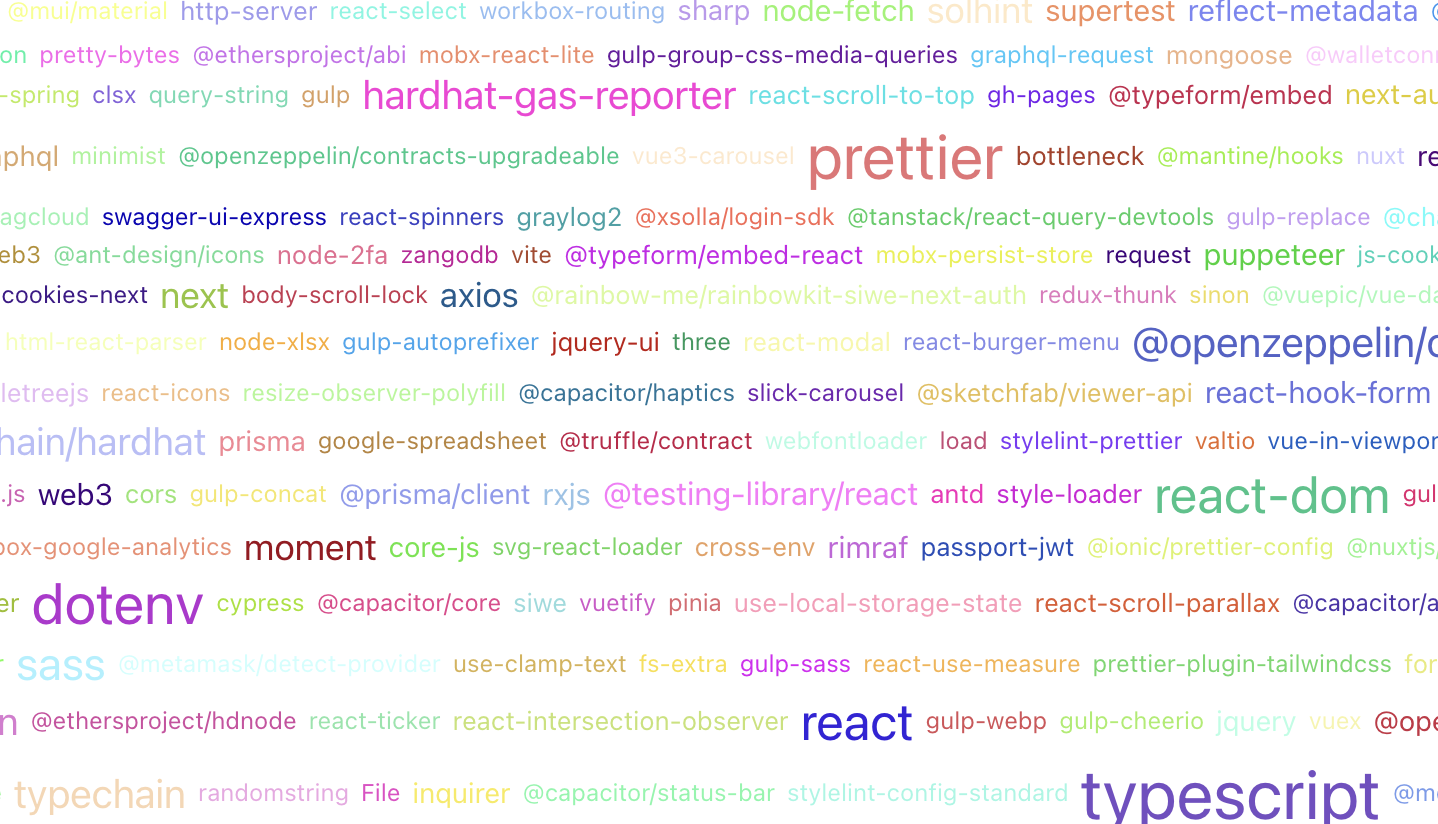 @mui/material http-server react-select workbox-routing sharp node-fetch solhint supertest reflect-metadata
on pretty-bytes @ethersproject/abi mobx-react-lite gulp-group-css-media-queries graphql-request mongoose @walletconn
-spring clsx query-string gulp hardhat-gas-reporter react-scroll-to-top gh-pages @typeform/embed next-au
phql minimist @openzeppelin/contracts-upgradeable vue3-carousel prettier bottleneck @mantine/hooks nuxt re
agcloud swagger-ui-express react-spinners graylog2 @xsolla/login-sdk @tanstack/react-query-devtools gulp-replace @cha
eb3 @ant-design/icons node-2fa zangodb vite @typeform/embed-react mobx-persist-store request puppeteer js-cook
cookies-next next body-scroll-lock axios @rainbow-me/rainbowkit-siwe-next-auth redux-thunk sinon @vuepic/vue-da
html-react-parser node-xlsx gulp-autoprefixer jquery-ui three react-modal react-burger-menu @openzeppelin/c
letreejs react-icons resize-observer-polyfill @capacitor/haptics slick-carousel @sketchfab/viewer-api react-hook-form
hain/hardhat prisma google-spreadsheet @truffle/contract webfontloader load stylelint-prettier valtio vue-in-viewpor
.js web3 cors gulp-concat @prisma/client rxjs @testing-library/react antd style-loader react-dom gul
box-google-analytics moment core-js svg-react-loader cross-env rimraf passport-jwt @ionic/prettier-config @nuxtjs/
er dotenv cypress @capacitor/core siwe vuetify pinia use-local-storage-state react-scroll-parallax @capacitor/a
r sass @metamask/detect-provider use-clamp-text fs-extra gulp-sass react-use-measure prettier-plugin-tailwindcss for
n @ethersproject/hdnode react-ticker react-intersection-observer react gulp-webp gulp-cheerio jquery vuex @ope
typechain randomstring File inquirer @capacitor/status-bar stylelint-config-standard typescript @m